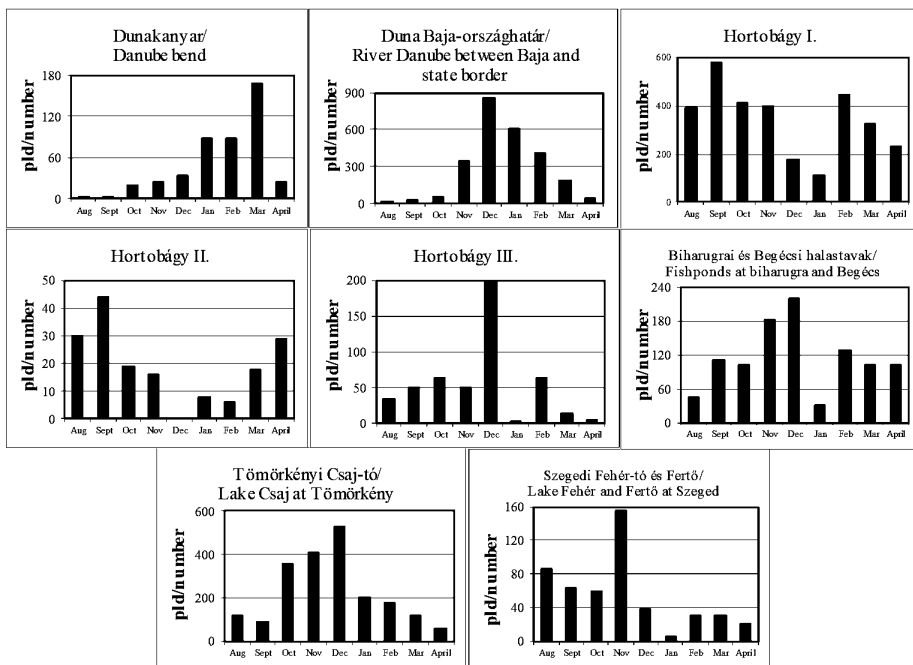 Dunakanyar/
Danube bend
pld/number
180
120
60
0
Aug Sept Oct Nov Dec Jan Feb Mar April
Duna Baja-országhatár/
River Danube between Baja and
state border
pld/number
900
600
300
0
Aug Sept Oct Nov Dec Jan Feb Mar April
Hortobágy I.
pld/number
600
400
200
0
Aug Sept Oct Nov Dec Jan Feb Mar April
Hortobágy II.
pld/number
50
40
30
20
10
0
Aug Sept Oct Nov Dec Jan Feb Mar April
Hortobágy III.
pld/number
200
150
100
50
0
Aug Sept Oct Nov Dec Jan Feb Mar April
Biharugrai és Begécsi halastavak/
Fishponds at biharugra and Begécs
pld/number
240
180
120
60
0
Aug Sept Oct Nov Dec Jan Feb Mar April
Tömörkényi Csaj-tó/
Lake Csaj at Tömörkény
pld/number
600
400
200
0
Aug Sept Oct Nov Dec Jan Feb Mar April
Szegedi Fehér-tó és Fertő/
Lake Fehér and Fertő at Szeged
pld/number
160
120
80
40
0
Aug Sept Oct Nov Dec Jan Feb Mar April